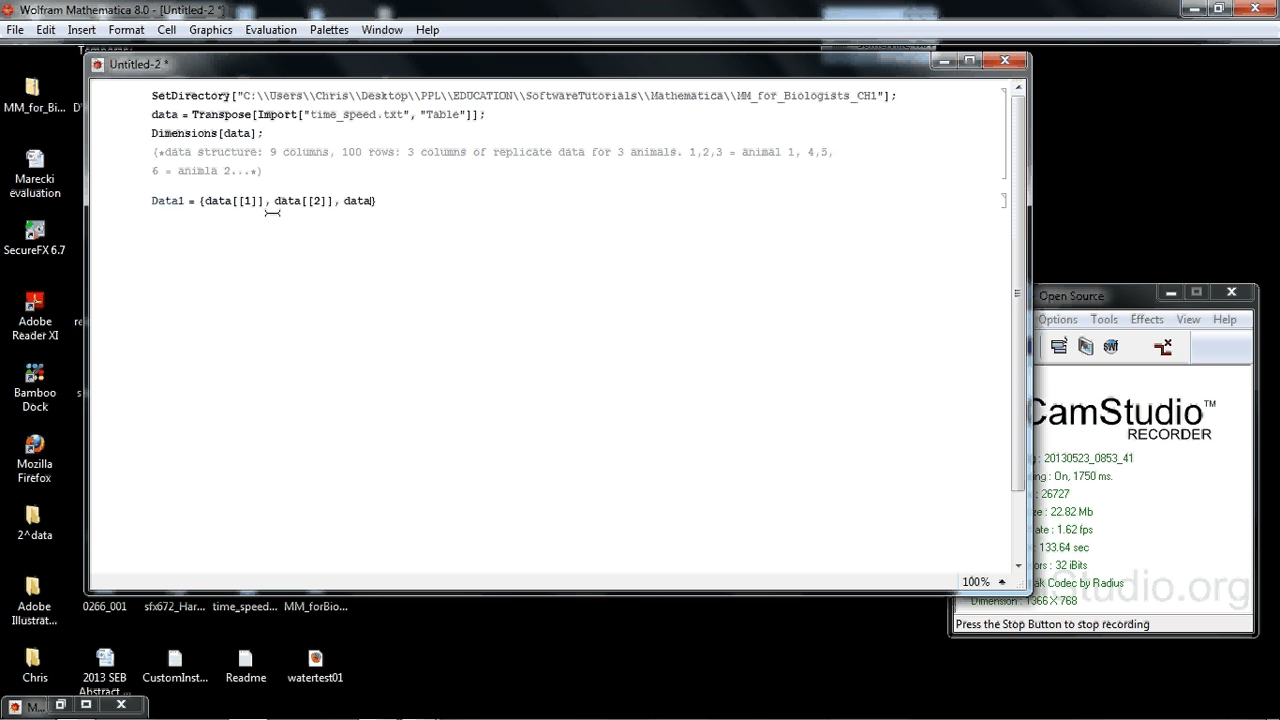 Wolfram Mathematica 8.0 - [Untitled-2 *]
File Edit Insert Format Cell Graphics Evaluation Palettes Window Help
Untitled-2 *
SetDirectory["C:\\Users\\Chris\\Desktop\\PPL\\EDUCATION\\SoftwareTutorials\\Mathematica\\MM_for_Biologists_CH1"];
data = Transpose[Import["time_speed.txt", "Table"]];
Dimensions[data];
(*data structure: 9 columns, 100 rows: 3 columns of replicate data for 3 animals. 1,2,3 = animal 1, 4,5,
6 = animla 2...*)
Data1 = {data[[1]], data[[2]], data}
100%
MM_for_Bi...
Marecki
evaluation
SecureFX 6.7
Adobe
Reader XI
Bamboo
Dock
Mozilla
Firefox
2^data
Adobe
Illustrat...
0266_001
sfx672_Har...
time_speed...
MM_forBio...
Chris
2013 SEB
Abstract ...
CustomInst...
Readme
watertest01
M...
Open Source
Options Tools Effects View Help
CamStudio™
RECORDER
: 20130523_0853_41
: On, 1750 ms.
: 26727
: 22.82 Mb
: 1.62 fps
: 133.64 sec
: 32 iBits
Codec by Radius
Dimension : 1366 X 768
Studio.org
Press the Stop Button to stop recording